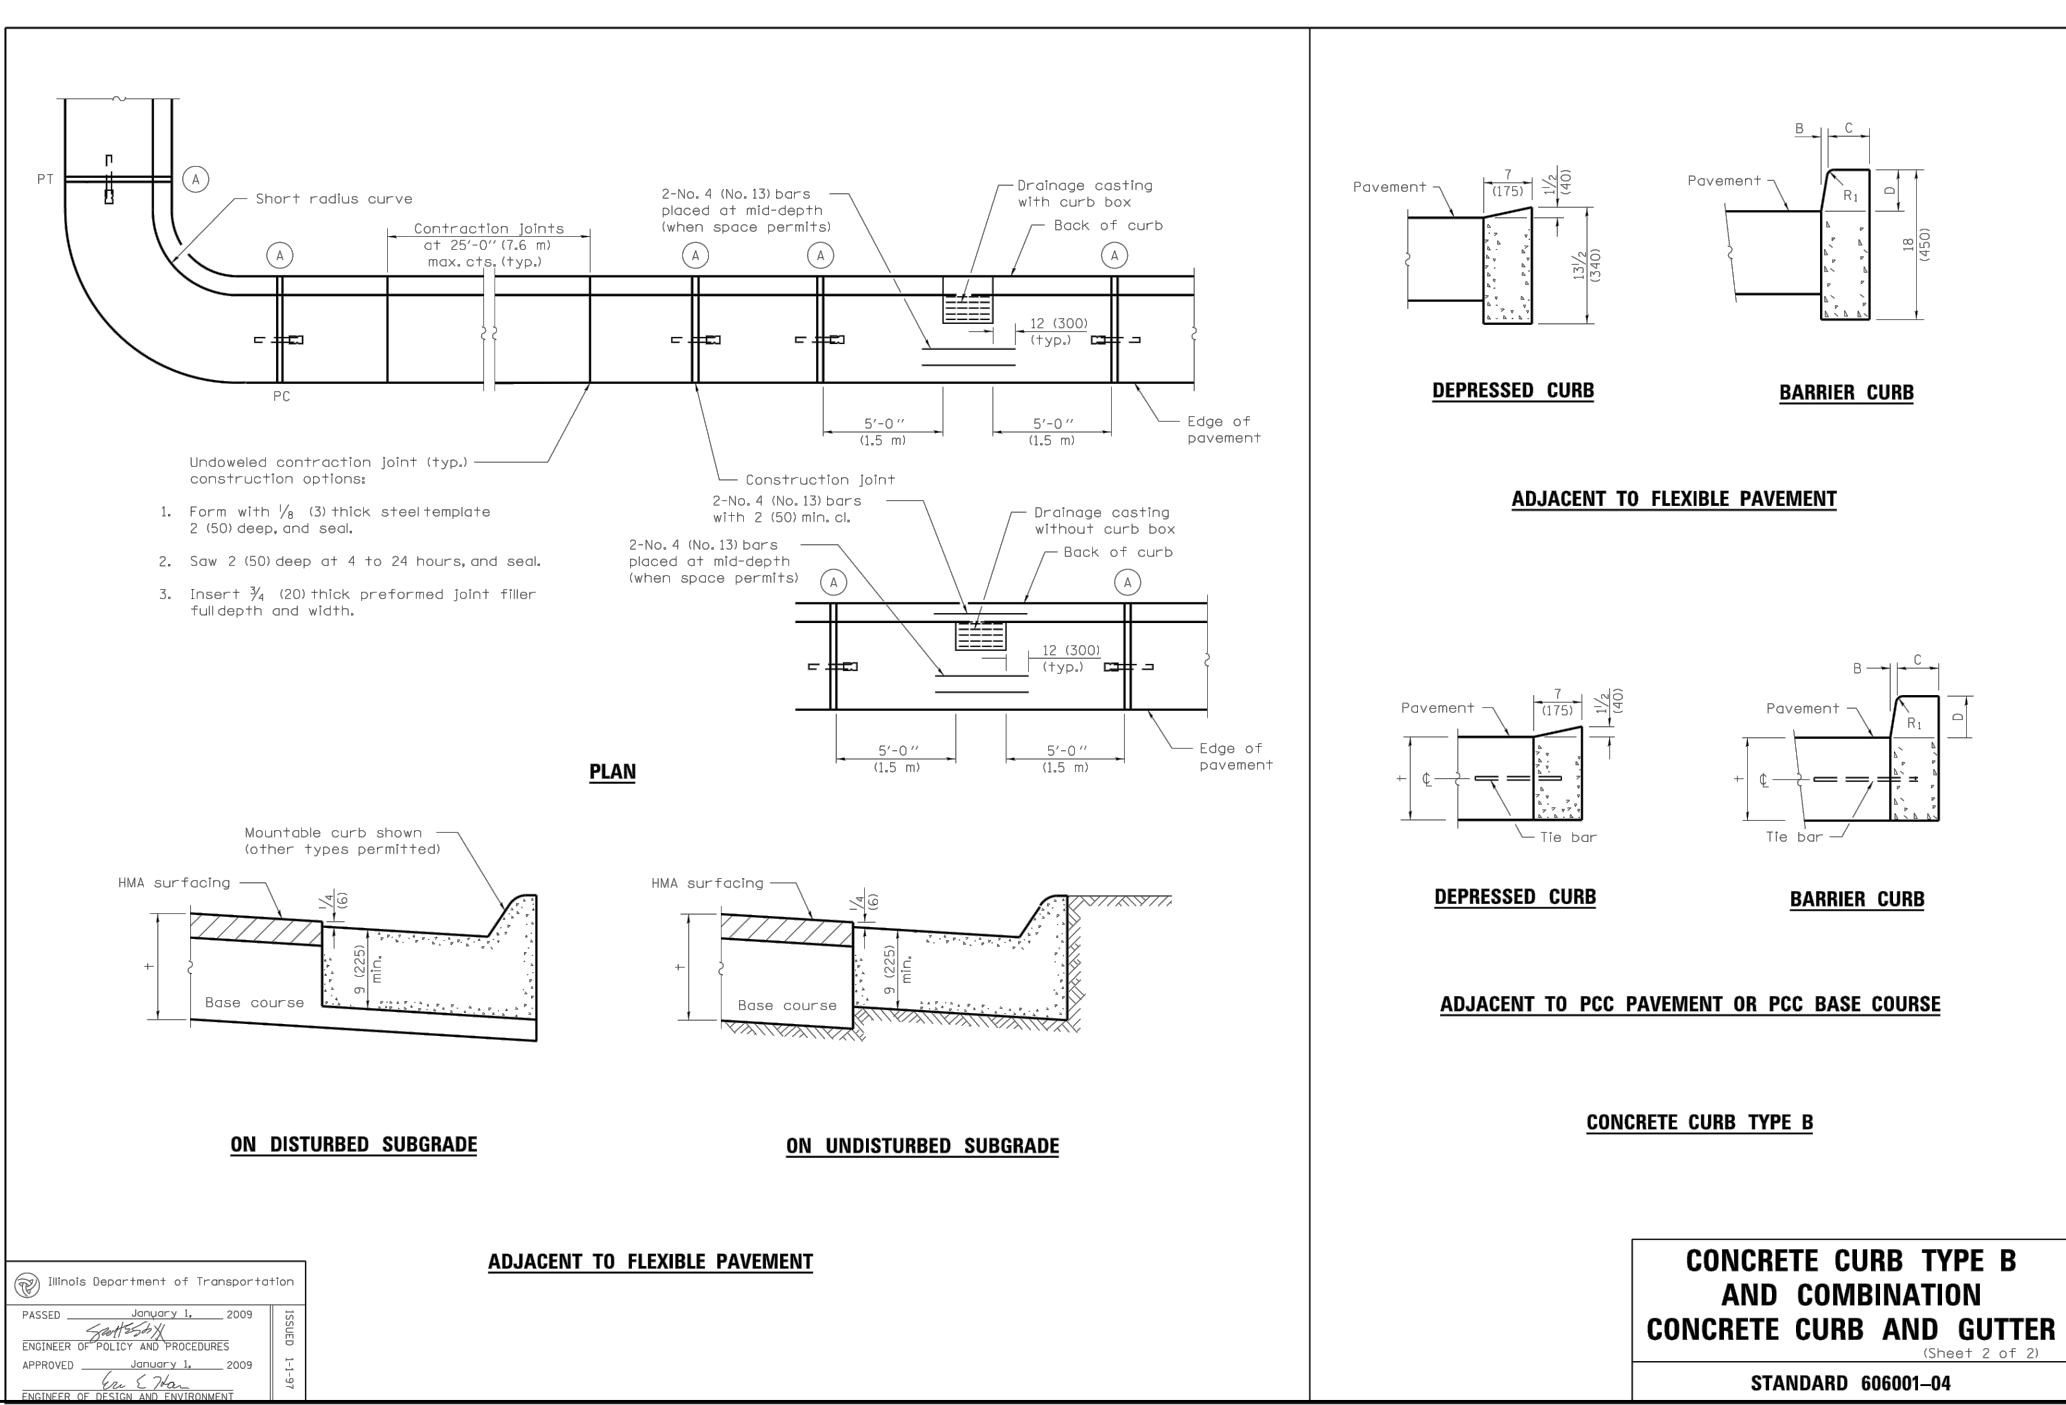 PT
A
Short radius curve
A
PC
Contraction joints
at 25'-0" (7.6 m)
max. cts. (typ.)
2-No. 4 (No. 13) bars
placed at mid-depth
(when space permits)
A
A
A
Drainage casting
with curb box
Back of curb
12 (300)
(typ.)
5'-0"
(1.5 m)
5'-0"
(1.5 m)
Edge of
pavement
Undoweled contraction joint (typ.)
construction options:
1. Form with 1/8 (3) thick steel template
2 (50) deep, and seal.
2. Saw 2 (50) deep at 4 to 24 hours, and seal.
3. Insert 3/4 (20) thick preformed joint filler
full depth and width.
Construction joint
2-No. 4 (No. 13) bars
with 2 (50) min. cl.
2-No. 4 (No. 13) bars
placed at mid-depth
(when space permits)
Drainage casting
without curb box
Back of curb
A
A
12 (300)
(typ.)
5'-0"
(1.5 m)
5'-0"
(1.5 m)
Edge of
pavement
PLAN
Mountable curb shown
(other types permitted)
HMA surfacing
1/4
(6)
t
9 (225)
min.
Base course
ON DISTURBED SUBGRADE
HMA surfacing
1/4
(6)
t
9 (225)
min.
Base course
ON UNDISTURBED SUBGRADE
ADJACENT TO FLEXIBLE PAVEMENT
Pavement
7
(175)
1 1/2
(40)
13 1/2
(340)
DEPRESSED CURB
Pavement
B
C
R1
D
18
(450)
BARRIER CURB
ADJACENT TO FLEXIBLE PAVEMENT
Pavement
7
(175)
1 1/2
(40)
t
℄
Tie bar
DEPRESSED CURB
Pavement
B
C
R1
D
t
℄
Tie bar
BARRIER CURB
ADJACENT TO PCC PAVEMENT OR PCC BASE COURSE
CONCRETE CURB TYPE B
Illinois Department of Transportation
PASSED January 1, 2009
ENGINEER OF POLICY AND PROCEDURES
APPROVED January 1, 2009
ENGINEER OF DESIGN AND ENVIRONMENT
ISSUED 1-1-97
CONCRETE CURB TYPE B
AND COMBINATION
CONCRETE CURB AND GUTTER
(Sheet 2 of 2)
STANDARD 606001–04